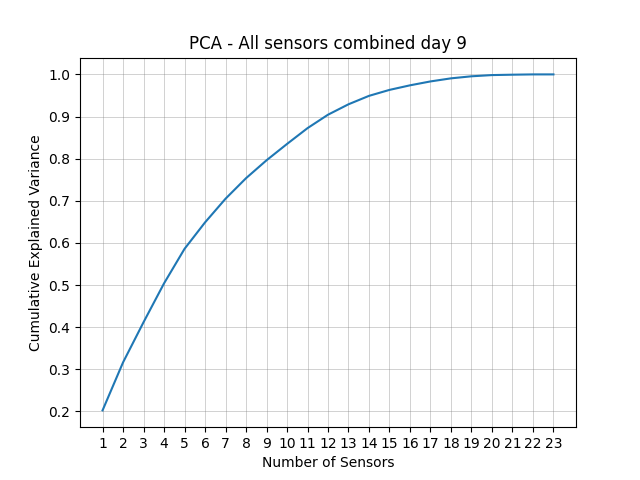 PCA - All sensors combined day 9
Cumulative Explained Variance
1.0
0.9
0.8
0.7
0.6
0.5
0.4
0.3
0.2
1 2 3 4 5 6 7 8 9 10 11 12 13 14 15 16 17 18 19 20 21 22 23
Number of Sensors